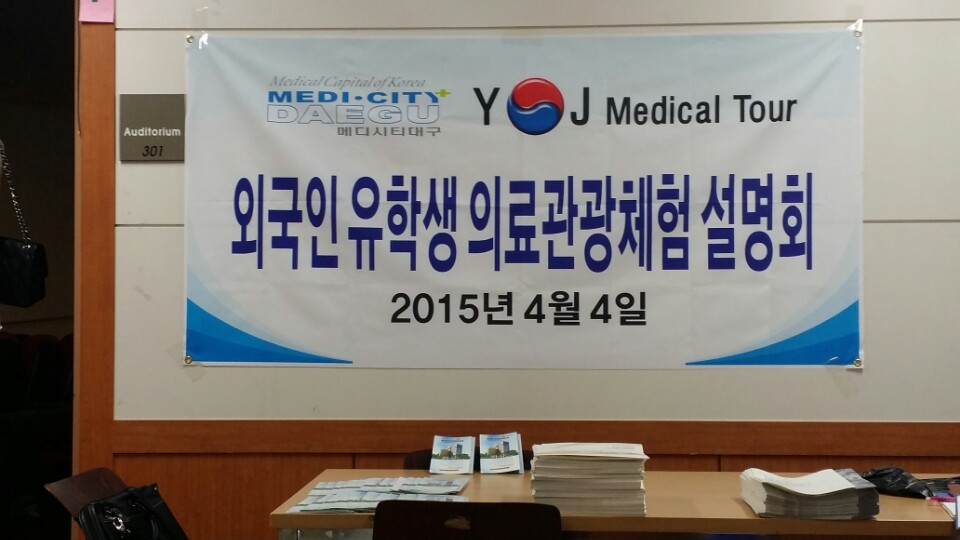 Medical Capital of Korea
MEDI·CITY
DAEGU
메디시티대구
Y J Medical Tour
Auditorium
301
외국인 유학생 의료관광체험 설명회
2015년 4월 4일